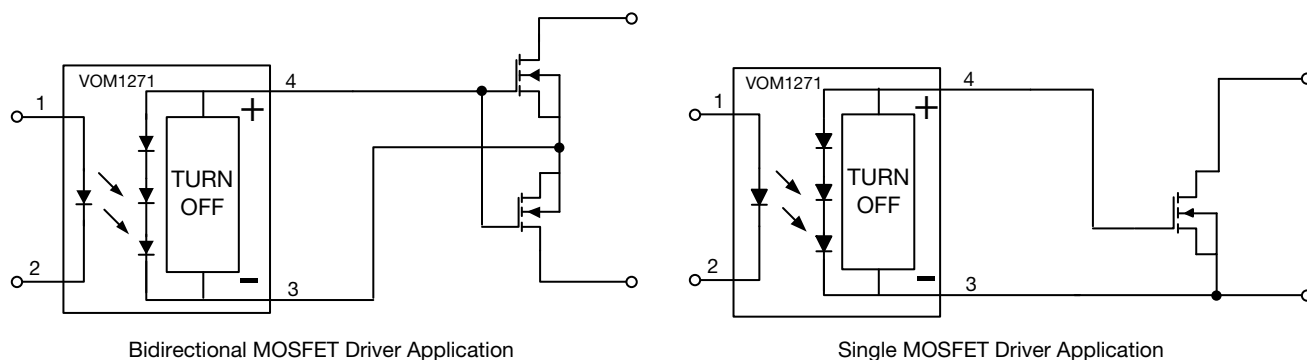 VOM1271
1
2
4
+
TURN
OFF
-
3
Bidirectional MOSFET Driver Application
VOM1271
1
2
4
+
TURN
OFF
-
3
Single MOSFET Driver Application